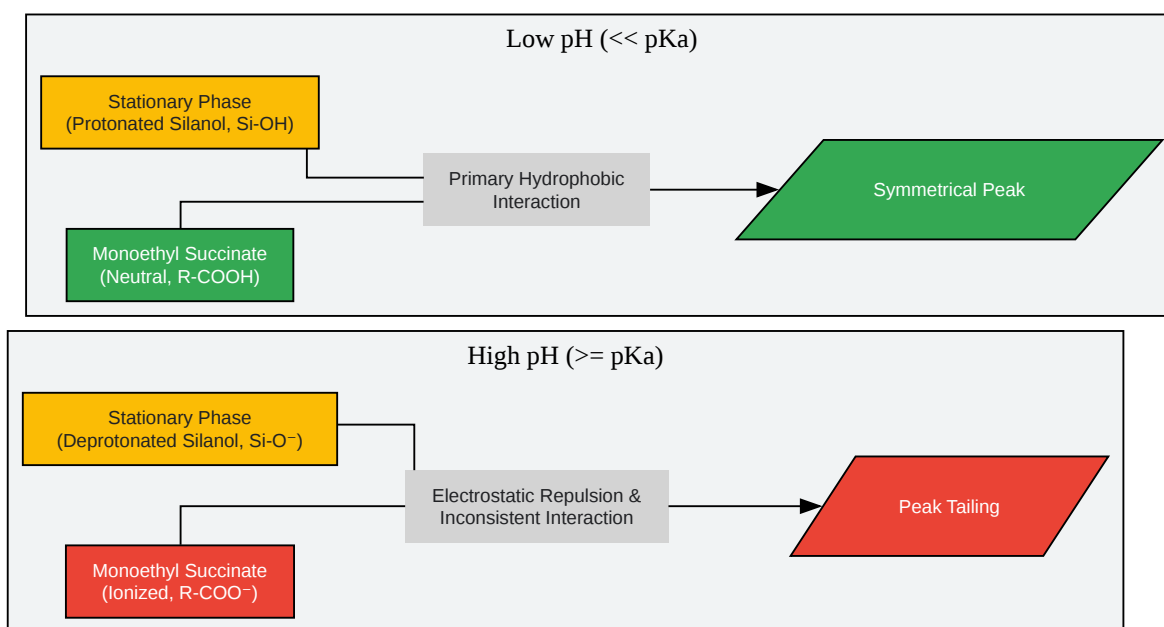 Low pH (<< pKa)
Stationary Phase
(Protonated Silanol, Si-OH)
Primary Hydrophobic
Interaction
Symmetrical Peak
Monoethyl Succinate
(Neutral, R-COOH)
High pH (>= pKa)
Stationary Phase
(Deprotonated Silanol, Si-O⁻)
Electrostatic Repulsion &
Inconsistent Interaction
Peak Tailing
Monoethyl Succinate
(Ionized, R-COO⁻)